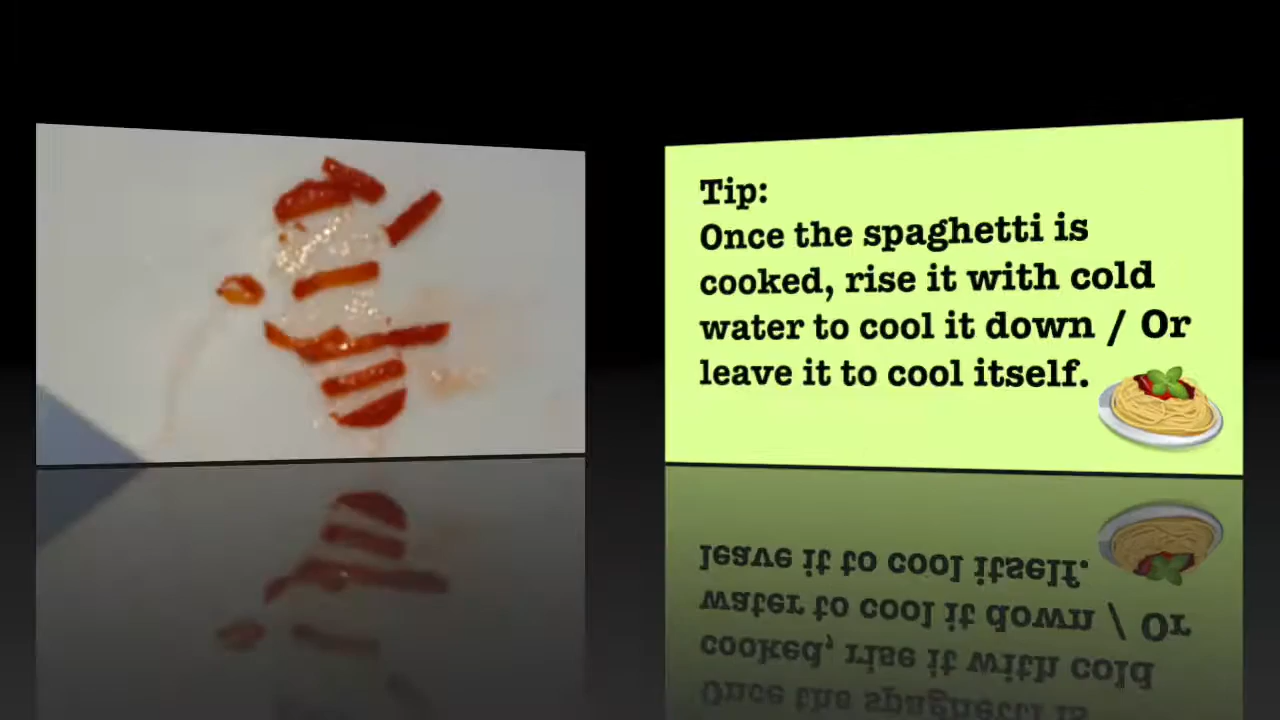 Tip:
Once the spaghetti is
cooked, rise it with cold
water to cool it down / Or
leave it to cool itself.